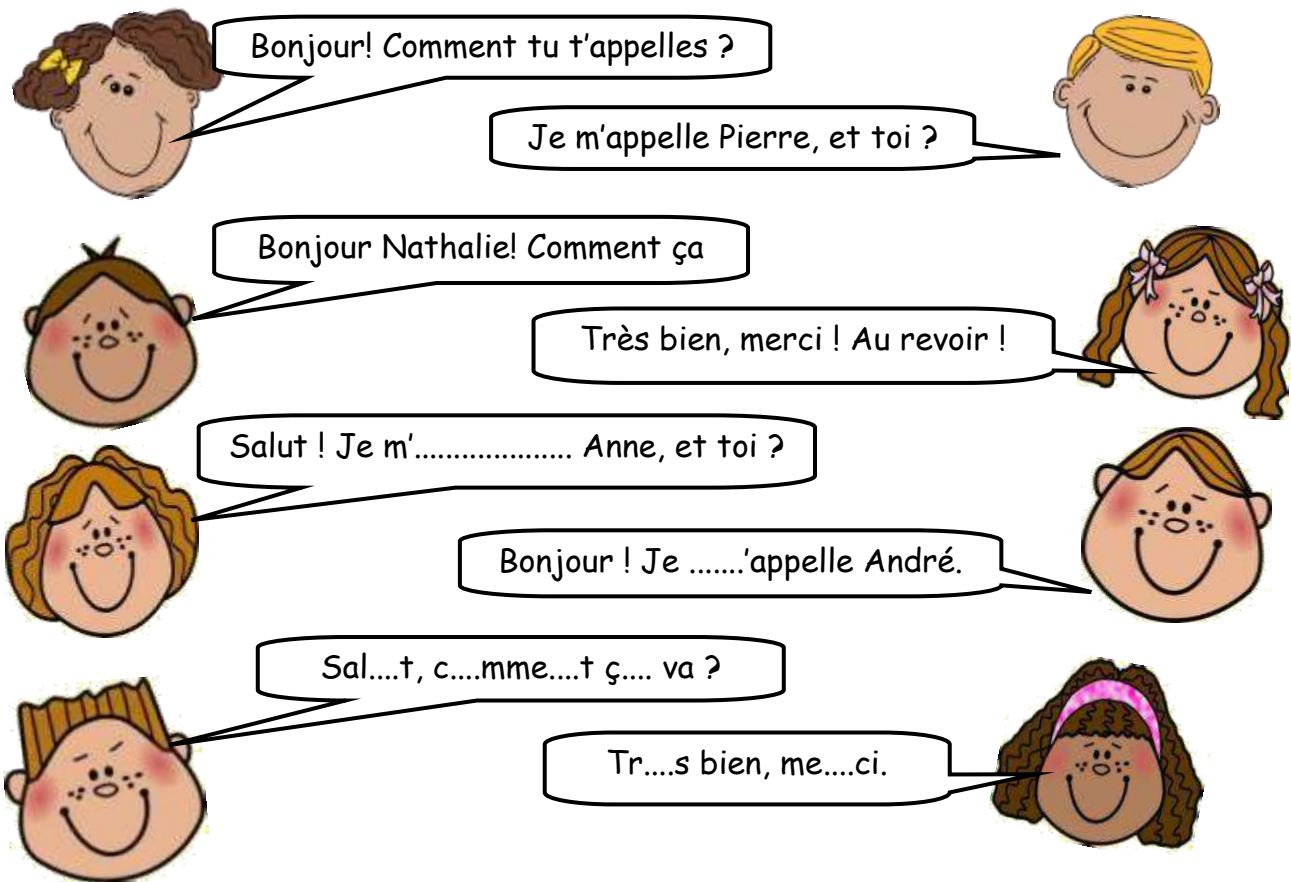 Bonjour! Comment tu t'appelles ?
Je m'appelle Pierre, et toi ?
Bonjour Nathalie! Comment ça
Très bien, merci ! Au revoir !
Salut ! Je m'.................... Anne, et toi ?
Bonjour ! Je .......'appelle André.
Sal....t, c....mme....t ç.... va ?
Tr....s bien, me....ci.